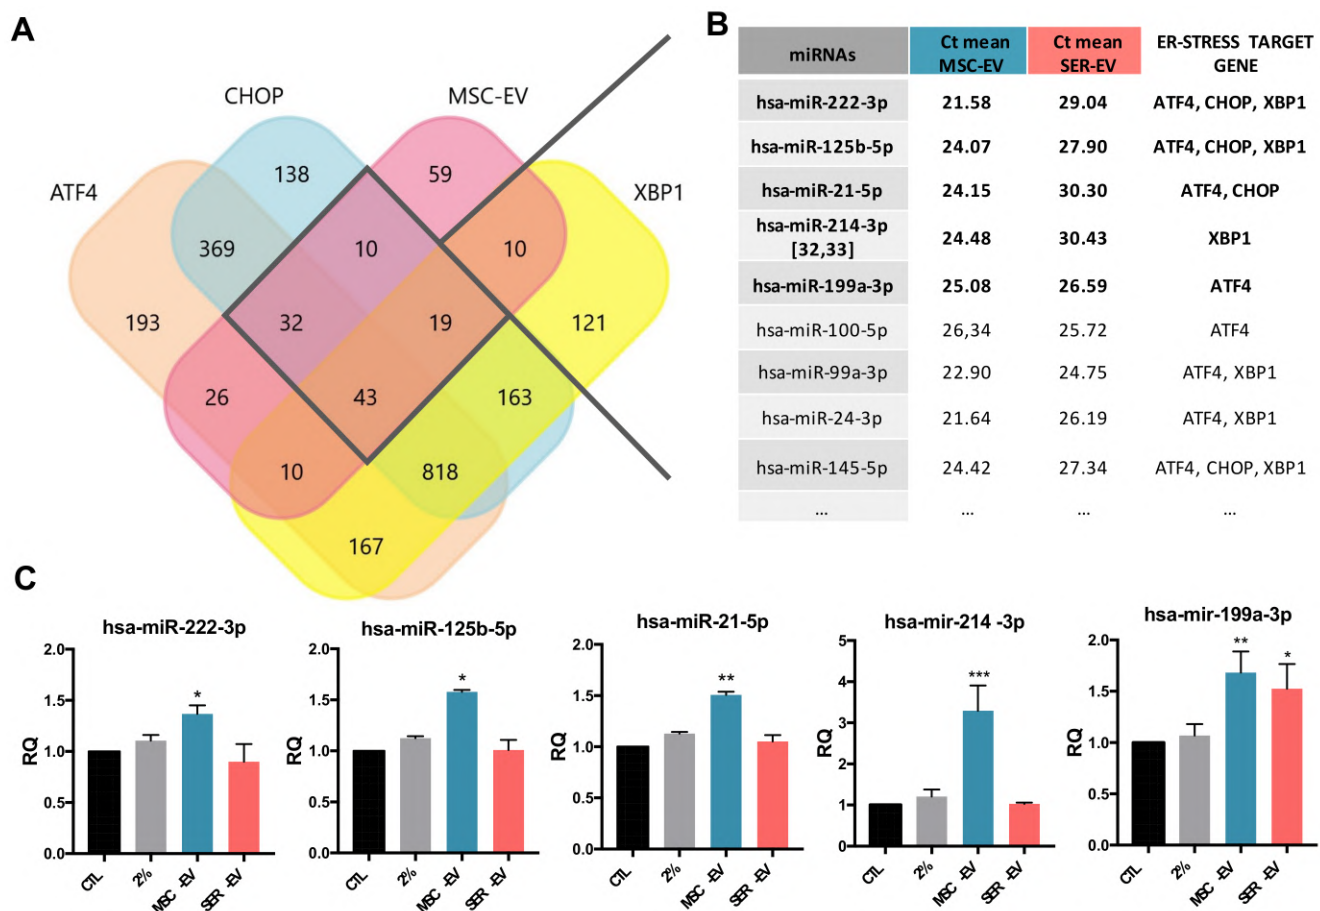 A
CHOP
MSC-EV
ATF4
XBP1
138
59
369
10
10
193
32
19
121
26
43
163
10
818
167
B
miRNAs
Ct mean
MSC-EV
Ct mean
SER-EV
ER-STRESS TARGET
GENE
hsa-miR-222-3p 21.58 29.04 ATF4, CHOP, XBP1
hsa-miR-125b-5p 24.07 27.90 ATF4, CHOP, XBP1
hsa-miR-21-5p 24.15 30.30 ATF4, CHOP
hsa-miR-214-3p
[32,33] 24.48 30.43 XBP1
hsa-miR-199a-3p 25.08 26.59 ATF4
hsa-miR-100-5p 26,34 25.72 ATF4
hsa-miR-99a-3p 22.90 24.75 ATF4, XBP1
hsa-miR-24-3p 21.64 26.19 ATF4, XBP1
hsa-miR-145-5p 24.42 27.34 ATF4, CHOP, XBP1
... ... ... ...
C
hsa-miR-222-3p
2.0
1.5
1.0
0.5
0.0
RQ
*
CTL
2%
MSC -EV
SER -EV
hsa-miR-125b-5p
2.0
1.5
1.0
0.5
0.0
RQ
*
CTL
2%
MSC -EV
SER -EV
hsa-miR-21-5p
2.0
1.5
1.0
0.5
0.0
RQ
**
CTL
2%
MSC -EV
SER -EV
hsa-mir-214 -3p
5
4
3
2
1
0
RQ
***
CTL
2%
MSC -EV
SER -EV
hsa-mir-199a-3p
2.0
1.5
1.0
0.5
0.0
RQ
**
*
CTL
2%
MSC -EV
SER -EV